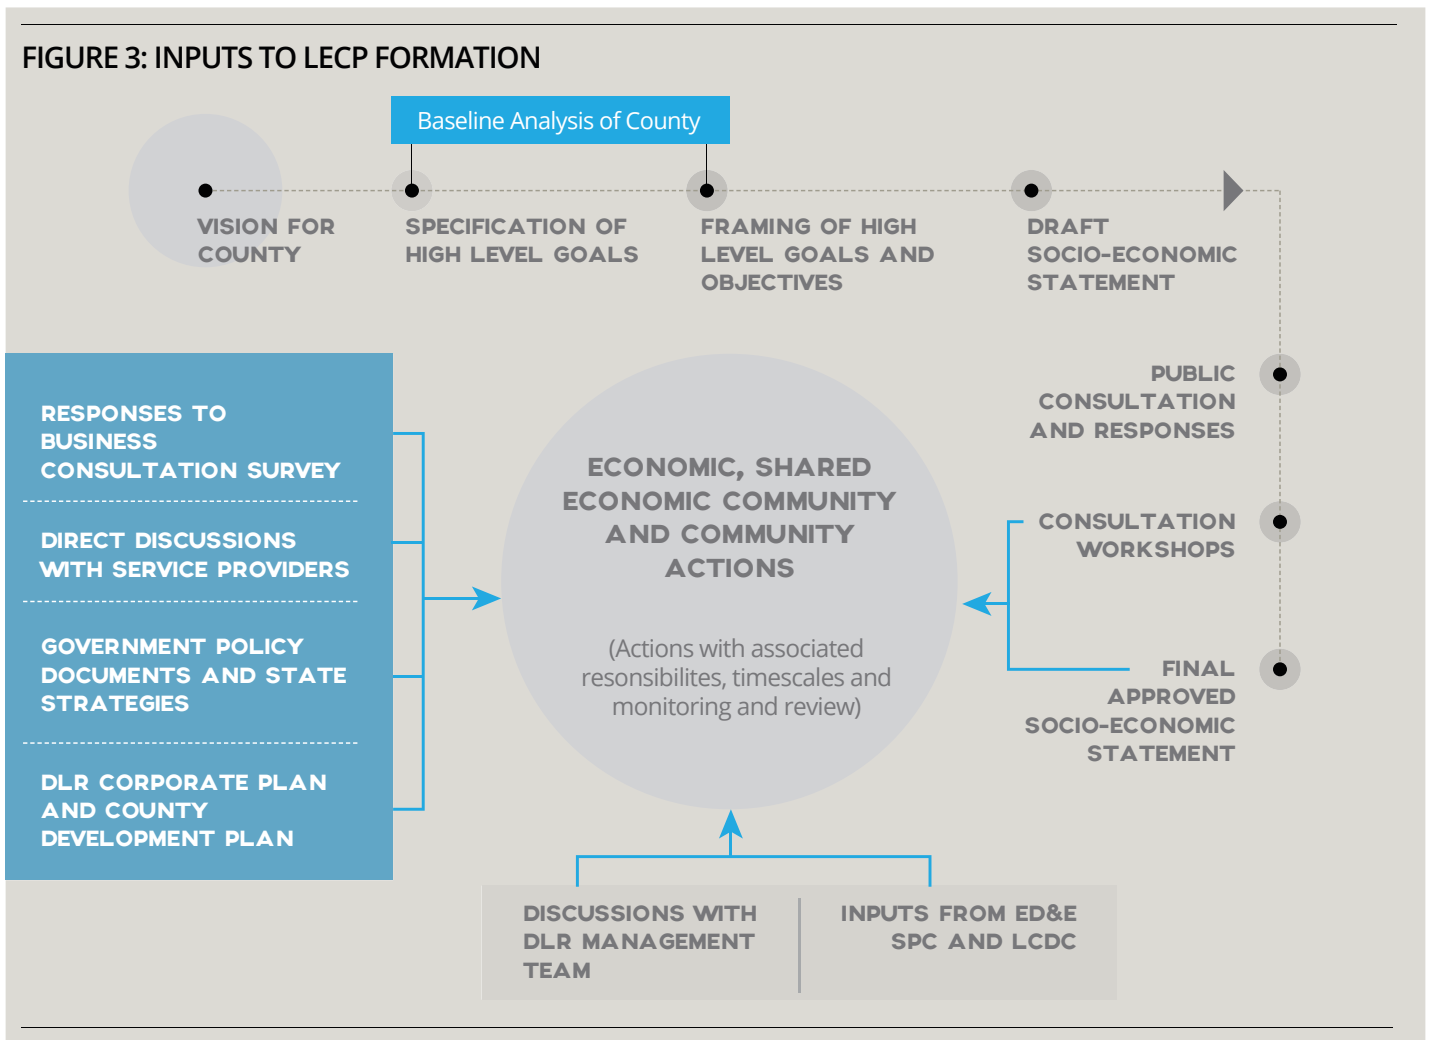 FIGURE 3: INPUTS TO LECP FORMATION
Baseline Analysis of County
VISION FOR
COUNTY
SPECIFICATION OF
HIGH LEVEL GOALS
FRAMING OF HIGH
LEVEL GOALS AND
OBJECTIVES
DRAFT
SOCIO-ECONOMIC
STATEMENT
PUBLIC
CONSULTATION
AND RESPONSES
CONSULTATION
WORKSHOPS
FINAL
APPROVED
SOCIO-ECONOMIC
STATEMENT
RESPONSES TO
BUSINESS
CONSULTATION SURVEY
DIRECT DISCUSSIONS
WITH SERVICE PROVIDERS
GOVERNMENT POLICY
DOCUMENTS AND STATE
STRATEGIES
DLR CORPORATE PLAN
AND COUNTY
DEVELOPMENT PLAN
ECONOMIC, SHARED
ECONOMIC COMMUNITY
AND COMMUNITY
ACTIONS
(Actions with associated
resonsibilites, timescales and
monitoring and review)
DISCUSSIONS WITH
DLR MANAGEMENT
TEAM
INPUTS FROM ED&E
SPC AND LCDC